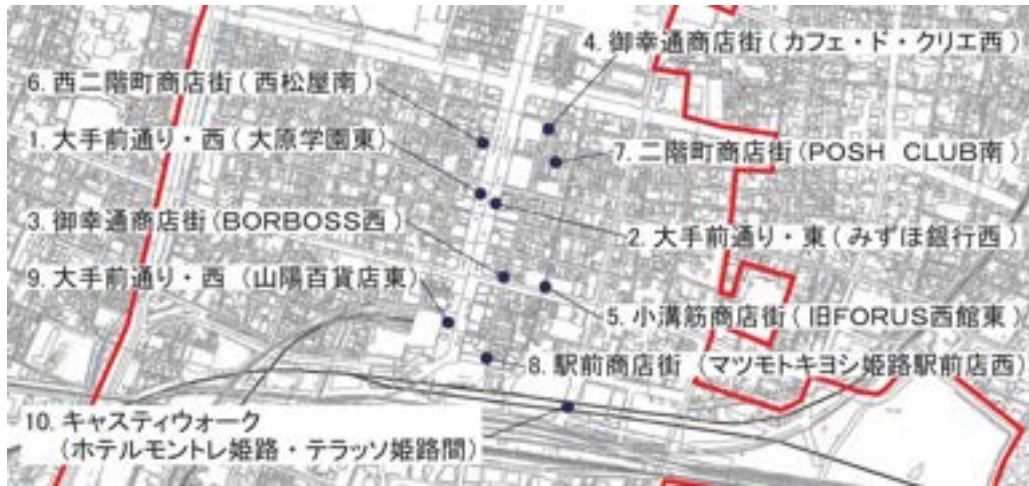 4. 御幸通商店街(カフェ・ド・クリエ西)
6. 西二階町商店街(西松屋南)
1. 大手前通り・西(大原学園東)
7. 二階町商店街(POSH CLUB南)
3. 御幸通商店街(BORBOSS西)
2. 大手前通り・東(みずほ銀行西)
9. 大手前通り・西 (山陽百貨店東)
5. 小溝筋商店街(旧FORUS西館東)
8. 駅前商店街 (マツモトキヨシ姫路駅前店西)
10. キャスティウォーク
(ホテルモントレ姫路・テラッソ姫路間)